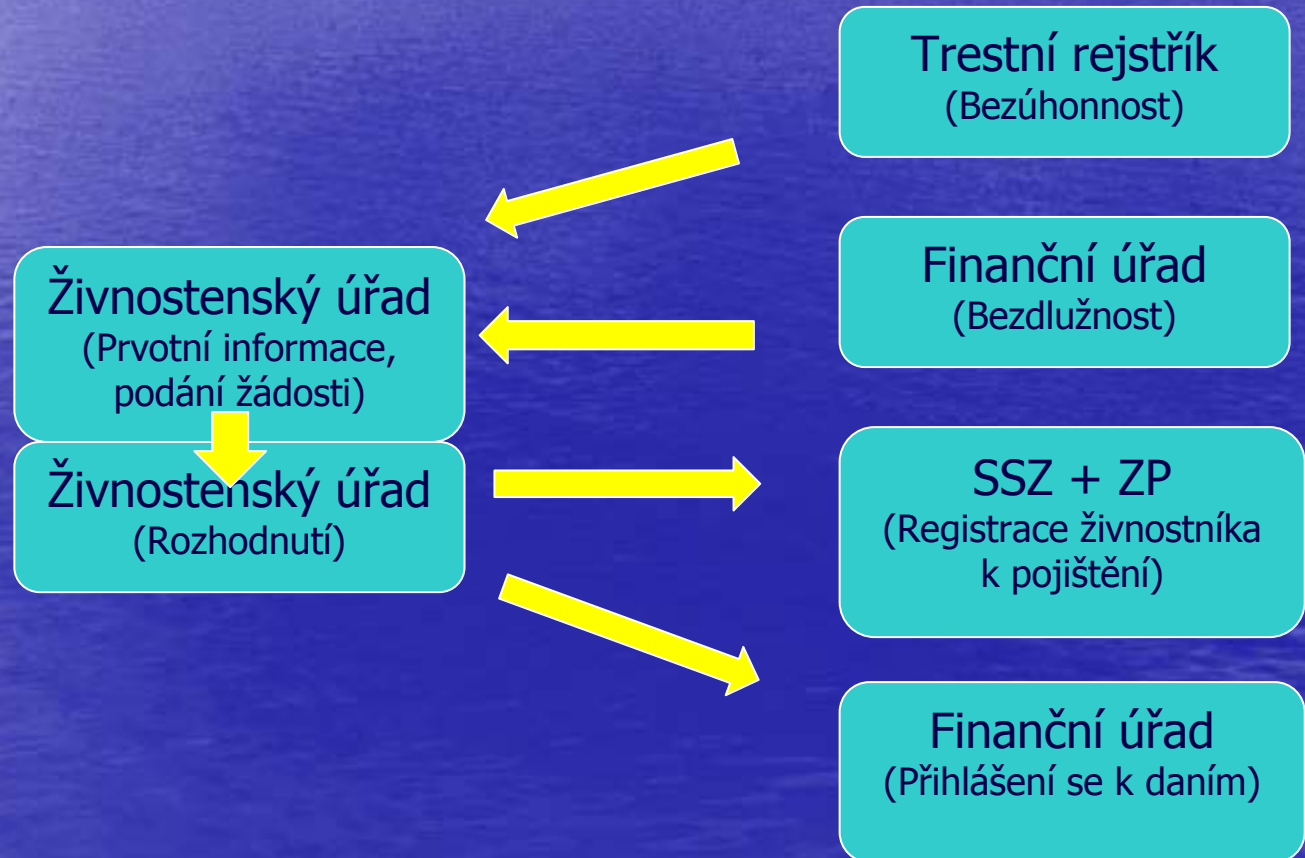 Trestní rejstřík
(Bezúhonnost)
Finanční úřad
(Bezdlužnost)
Živnostenský úřad
(Prvotní informace,
podání žádosti)
Živnostenský úřad
(Rozhodnutí)
SSZ + ZP
(Registrace živnostníka
k pojištění)
Finanční úřad
(Přihlášení se k daním)